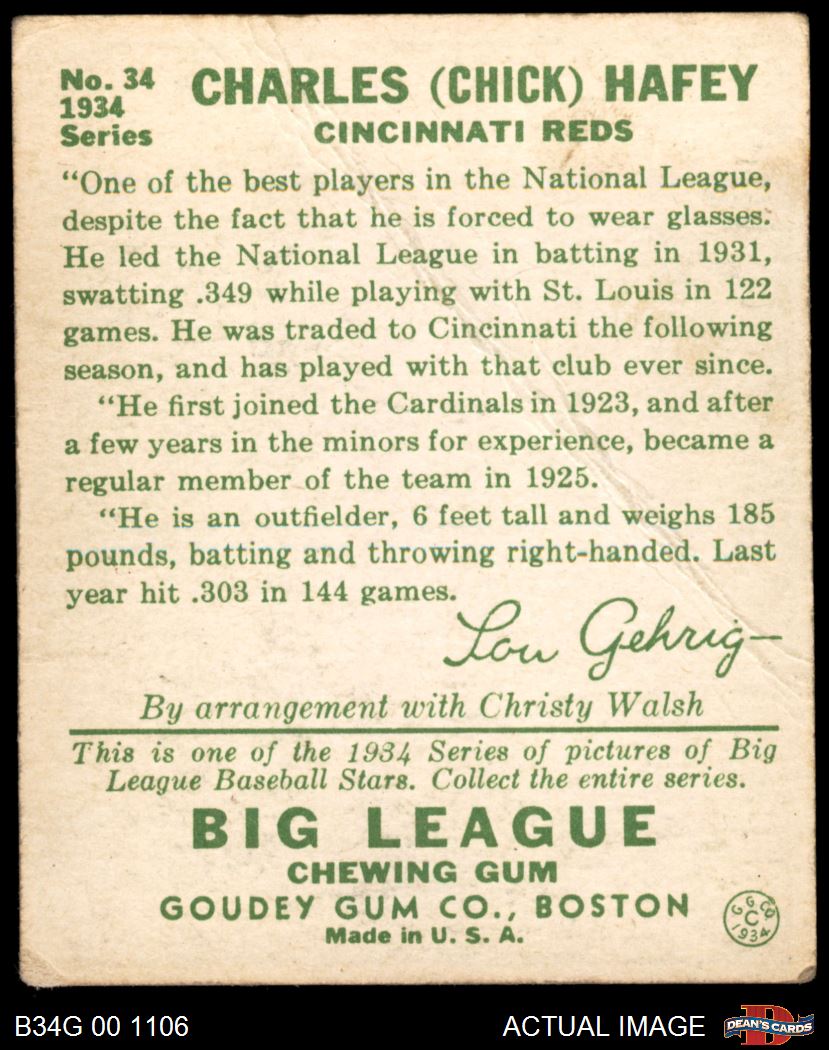 No. 34
1934
Series
CHARLES (CHICK) HAFEY
CINCINNATI REDS
"One of the best players in the National League,
despite the fact that he is forced to wear glasses.
He led the National League in batting in 1931,
swatting .349 while playing with St. Louis in 122
games. He was traded to Cincinnati the following
season, and has played with that club ever since.
"He first joined the Cardinals in 1923, and after
a few years in the minors for experience, became a
regular member of the team in 1925.
"He is an outfielder, 6 feet tall and weighs 185
pounds, batting and throwing right-handed. Last
year hit .303 in 144 games.
Lou Gehrig—
By arrangement with Christy Walsh
This is one of the 1934 Series of pictures of Big
League Baseball Stars. Collect the entire series.
BIG LEAGUE
CHEWING GUM
GOUDEY GUM CO., BOSTON
Made in U. S. A.
G. G. CO
C
1934
B34G 00 1106
ACTUAL IMAGE
D
DEAN'S CARDS